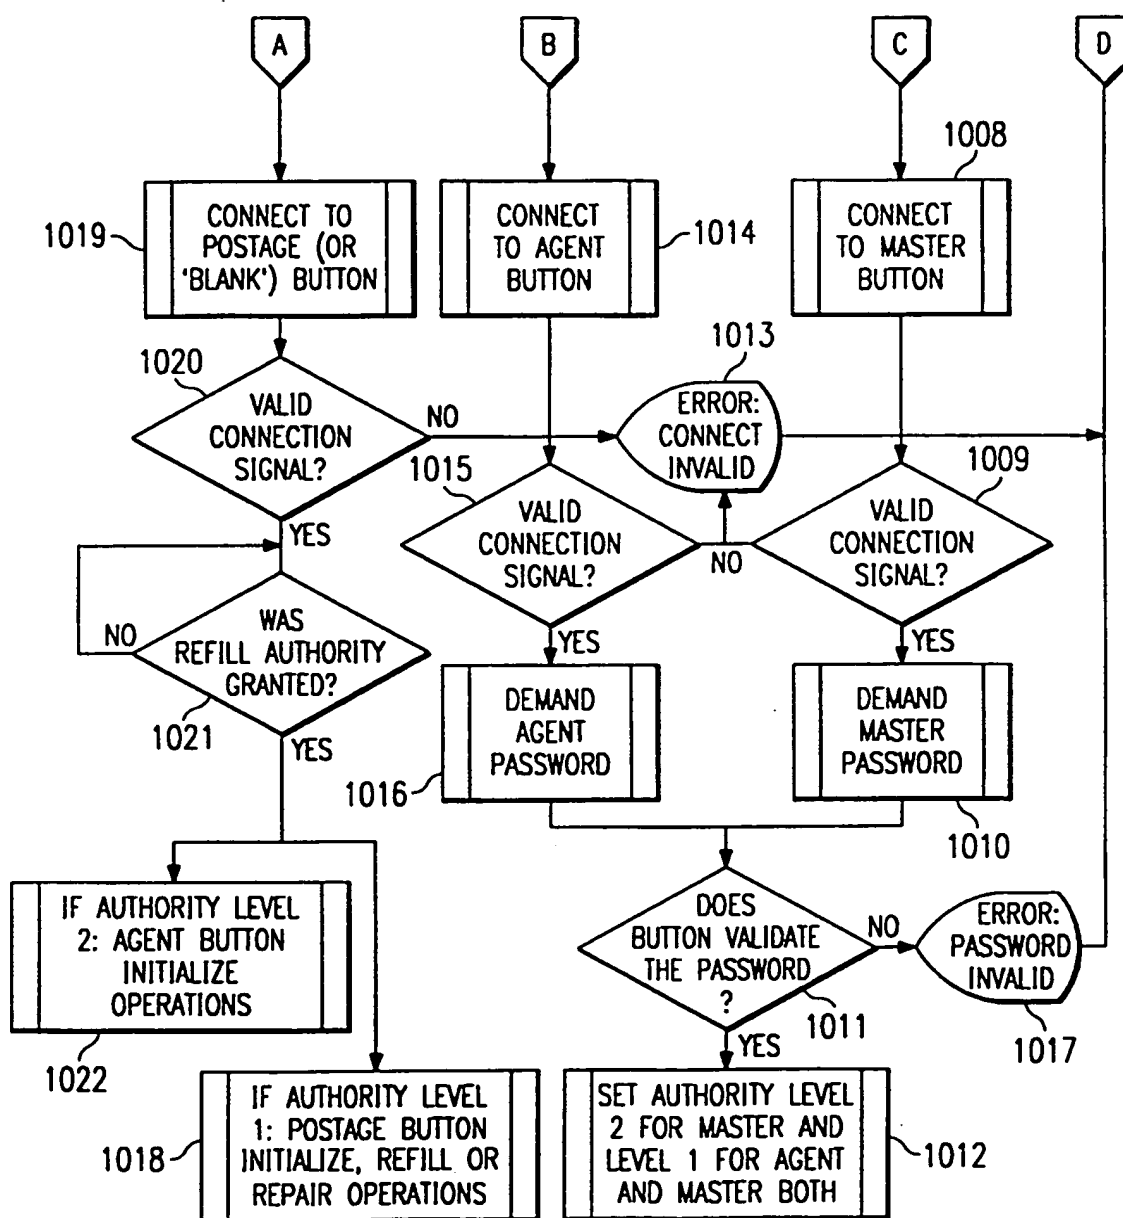 A
B
C
D
1008
1019
CONNECT TO
POSTAGE (OR
'BLANK') BUTTON
CONNECT
TO AGENT
BUTTON
1014
CONNECT
TO MASTER
BUTTON
1013
1020
VALID
CONNECTION
SIGNAL?
NO
ERROR:
CONNECT
INVALID
1015
1009
YES
VALID
CONNECTION
SIGNAL?
NO
VALID
CONNECTION
SIGNAL?
NO
WAS
REFILL AUTHORITY
GRANTED?
1021
YES
YES
YES
DEMAND
AGENT
PASSWORD
1016
DEMAND
MASTER
PASSWORD
1010
IF AUTHORITY LEVEL
2: AGENT BUTTON
INITIALIZE
OPERATIONS
1022
DOES
BUTTON VALIDATE
THE PASSWORD
?
1011
NO
ERROR:
PASSWORD
INVALID
1017
YES
IF AUTHORITY LEVEL
1: POSTAGE BUTTON
INITIALIZE, REFILL OR
REPAIR OPERATIONS
1018
SET AUTHORITY LEVEL
2 FOR MASTER AND
LEVEL 1 FOR AGENT
AND MASTER BOTH
1012